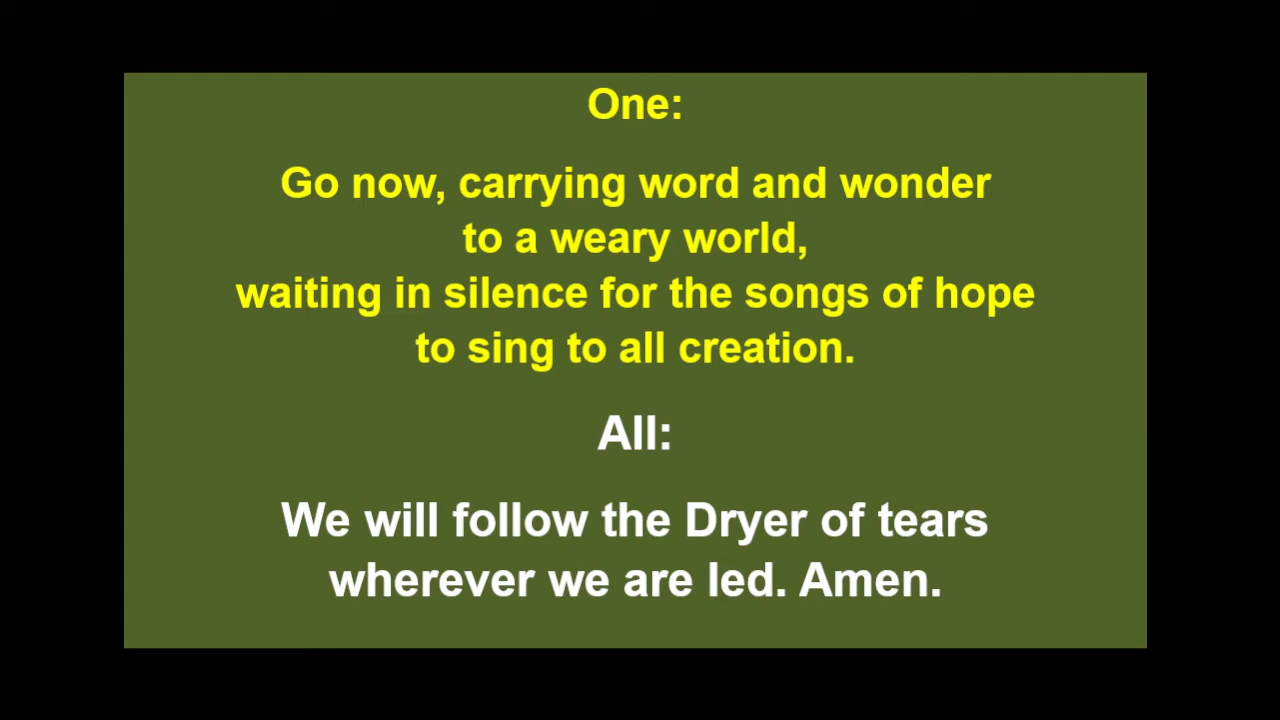 One:
Go now, carrying word and wonder
to a weary world,
waiting in silence for the songs of hope
to sing to all creation.
All:
We will follow the Dryer of tears
wherever we are led. Amen.